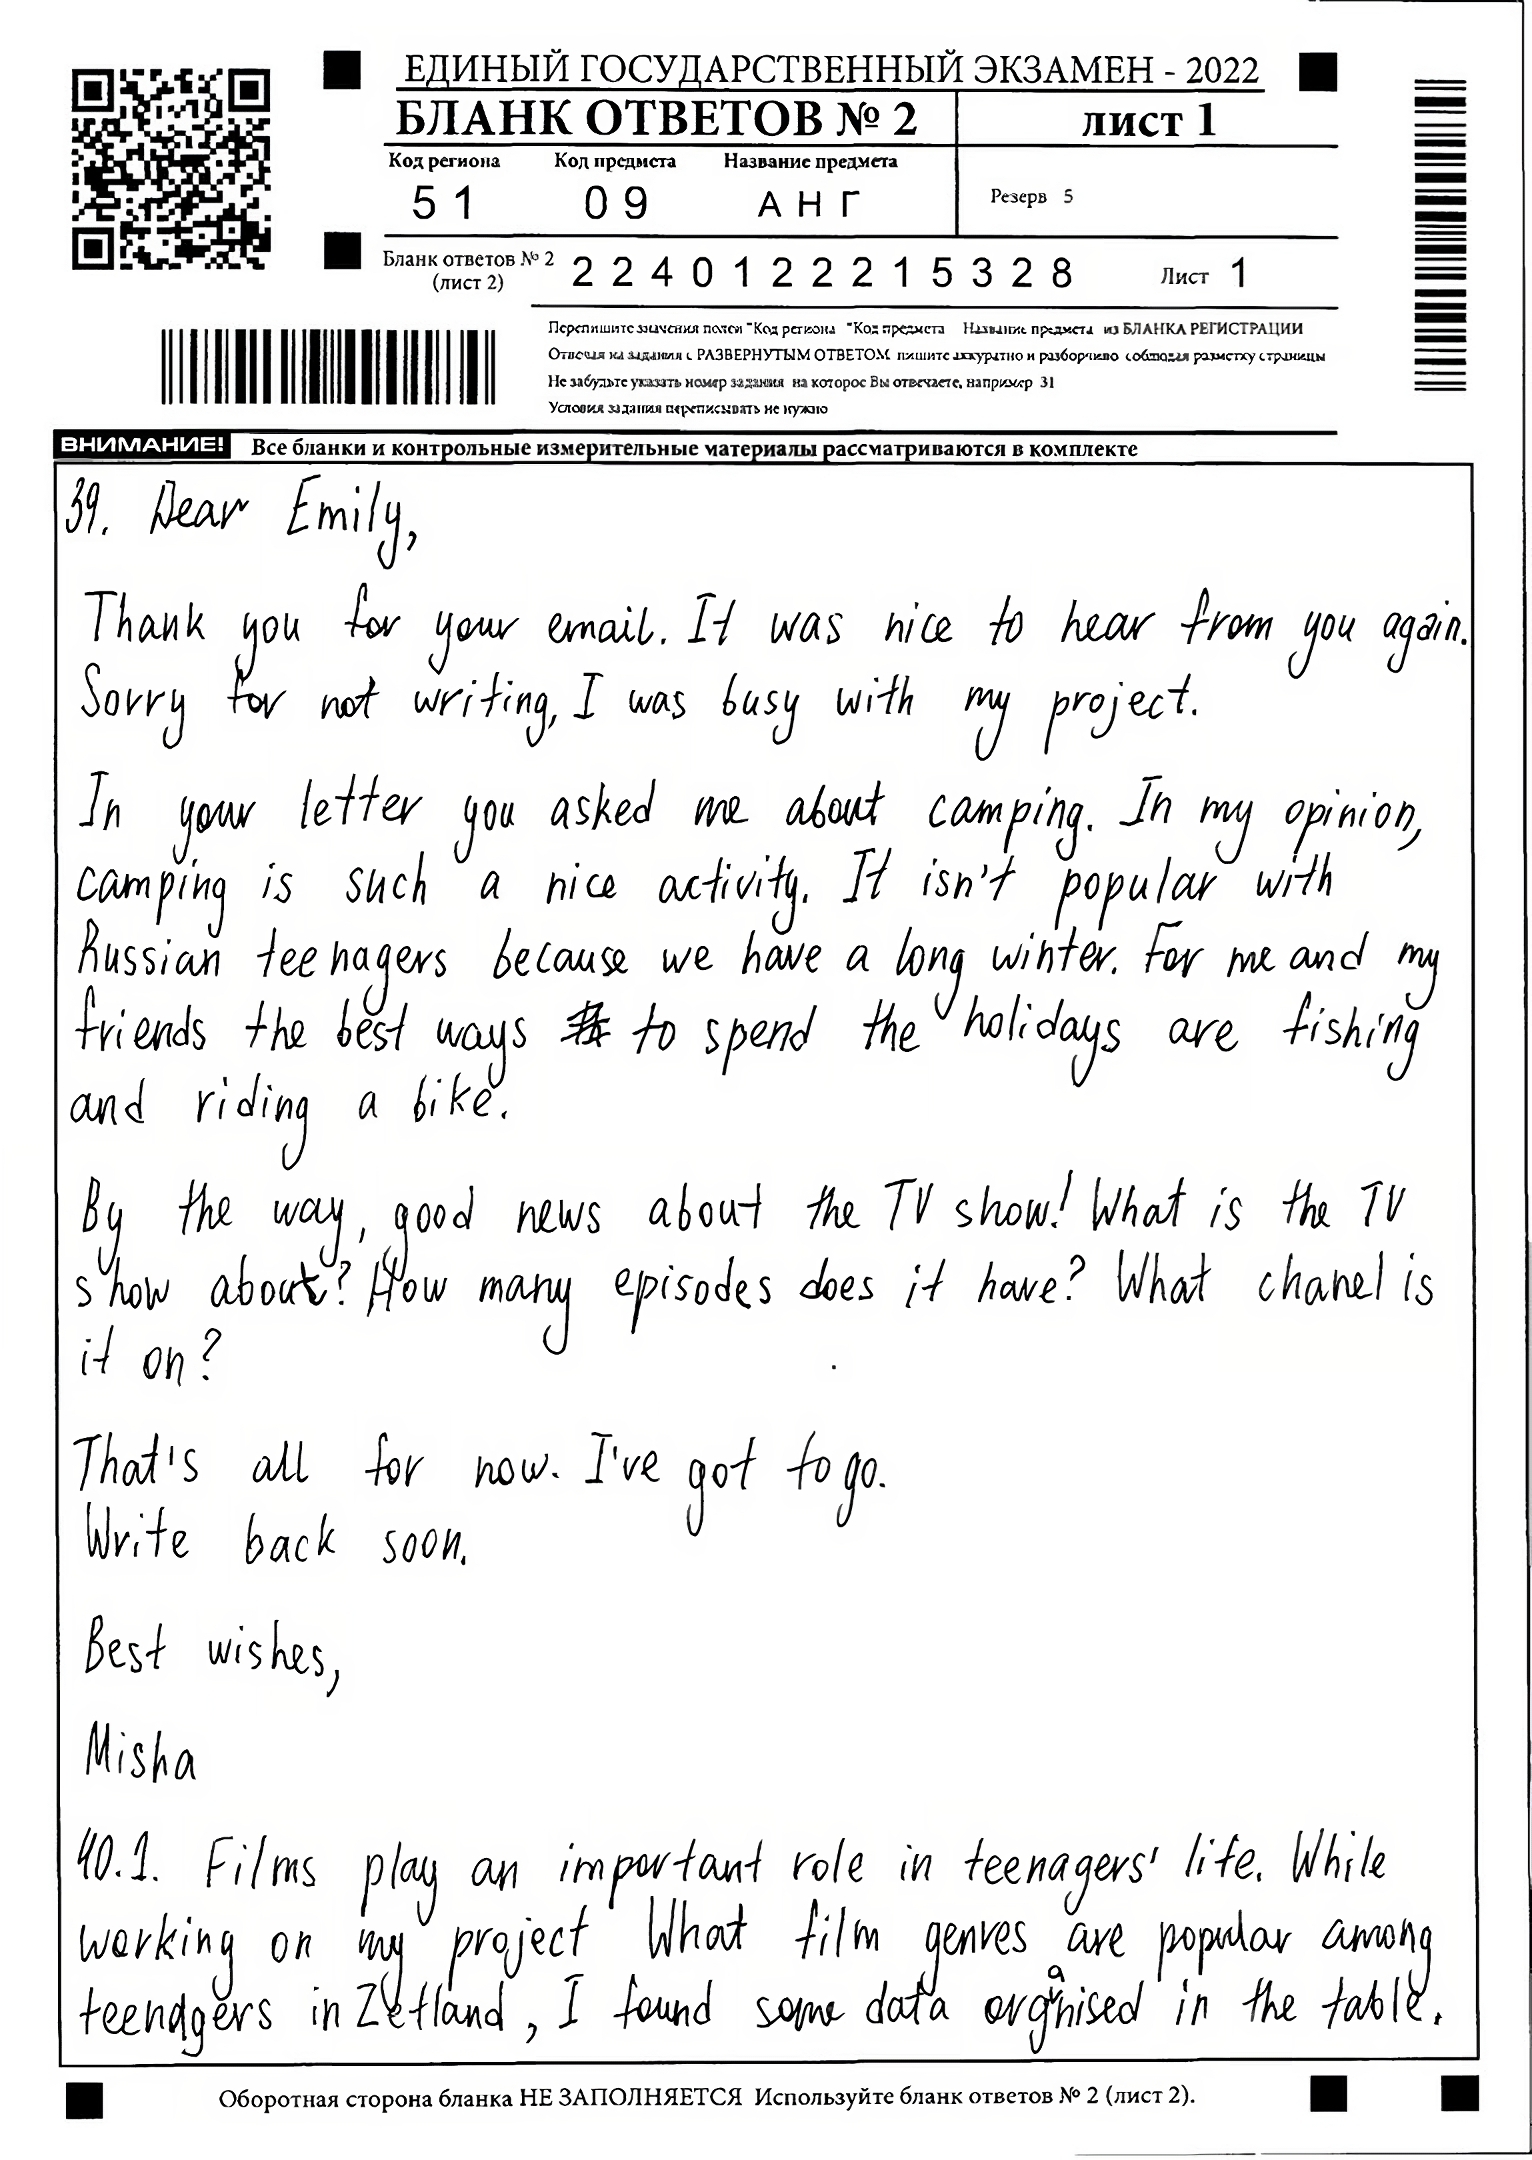 ЕДИНЫЙ ГОСУДАРСТВЕННЫЙ ЭКЗАМЕН - 2022
БЛАНК ОТВЕТОВ № 2
лист 1
Код региона
Код предмета
Название предмета
51
09
АНГ
Резерв 5
Бланк ответов № 2
(лист 2)
2240122215328
Лист 1
Перепишите значения полей "Код региона "Код предмета Название предмета из БЛАНКА РЕГИСТРАЦИИ
Отвечая на задания с РАЗВЕРНУТЫМ ОТВЕТОМ пишите аккуратно и разборчиво соблюдая разметку страницы
Не забудьте указать номер задания на которое Вы отвечаете, например 31
Условия задания переписывать не нужно
ВНИМАНИЕ! Все бланки и контрольные измерительные материалы рассматриваются в комплекте
39. Dear Emily,
Thank you for your email. It was nice to hear from you again.
Sorry for not writing, I was busy with my project.
In your letter you asked me about camping. In my opinion,
camping is such a nice activity. It isn't popular with
Russian teenagers because we have a long winter. For me and my
friends the best ways to spend the holidays are fishing
and riding a bike.
By the way, good news about the TV show! What is the TV
show about? How many episodes does it have? What chanel is
it on?
That's all for now. I've got to go.
Write back soon.
Best wishes,
Misha
40.1. Films play an important role in teenagers' life. While
working on my project What film genres are popular among
teenagers in Zetland, I found some data organised in the table.
Оборотная сторона бланка НЕ ЗАПОЛНЯЕТСЯ Используйте бланк ответов № 2 (лист 2).